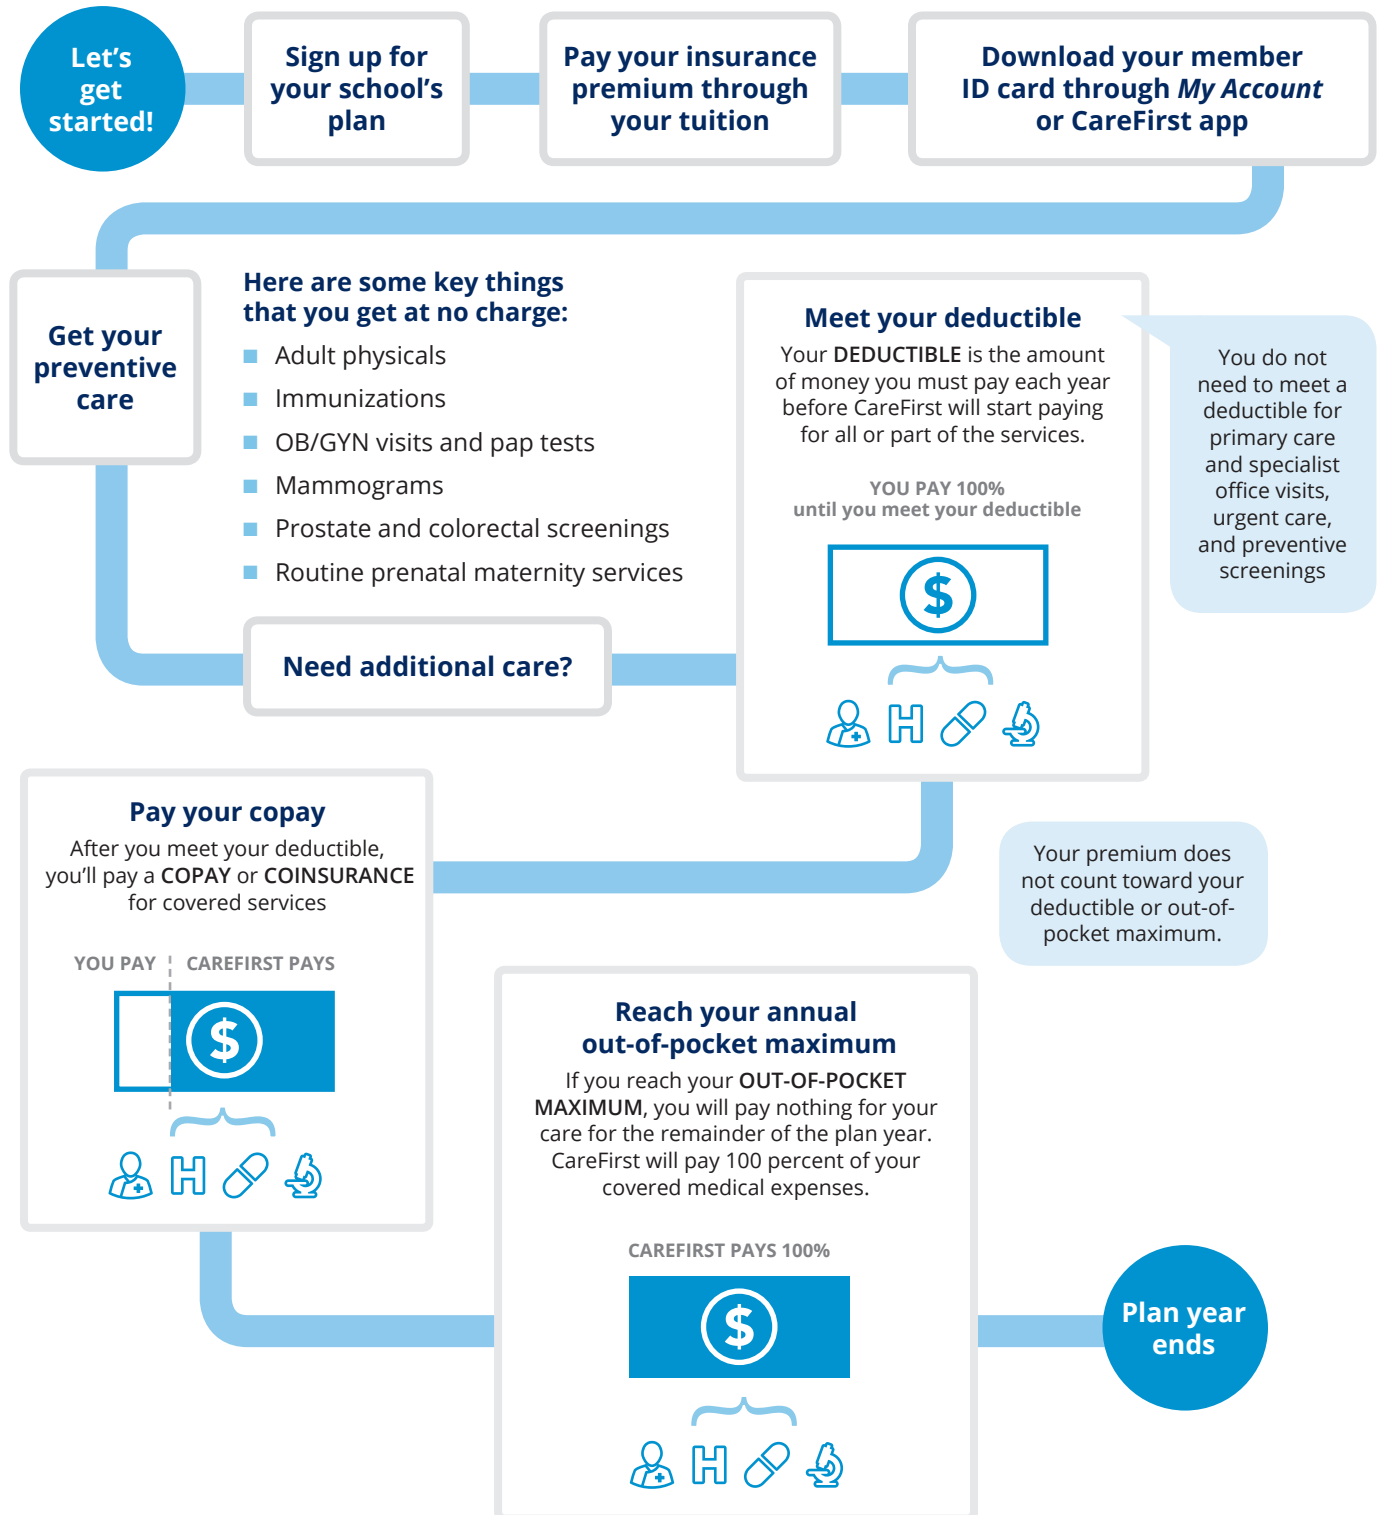 Let's
get
started!
Sign up for
your school's
plan
Pay your insurance
premium through
your tuition
Download your member
ID card through My Account
or CareFirst app
Get your
preventive
care
Here are some key things
that you get at no charge:
Adult physicals
Immunizations
OB/GYN visits and pap tests
Mammograms
Prostate and colorectal screenings
Routine prenatal maternity services
Need additional care?
Meet your deductible
Your DEDUCTIBLE is the amount
of money you must pay each year
before CareFirst will start paying
for all or part of the services.
YOU PAY 100%
until you meet your deductible
$
H
You do not
need to meet a
deductible for
primary care
and specialist
office visits,
urgent care,
and preventive
screenings
Pay your copay
After you meet your deductible,
you'll pay a COPAY or COINSURANCE
for covered services
YOU PAY CAREFIRST PAYS
$
H
Your premium does
not count toward your
deductible or out-of-
pocket maximum.
Reach your annual
out-of-pocket maximum
If you reach your OUT-OF-POCKET
MAXIMUM, you will pay nothing for your
care for the remainder of the plan year.
CareFirst will pay 100 percent of your
covered medical expenses.
CAREFIRST PAYS 100%
$
H
Plan year
ends